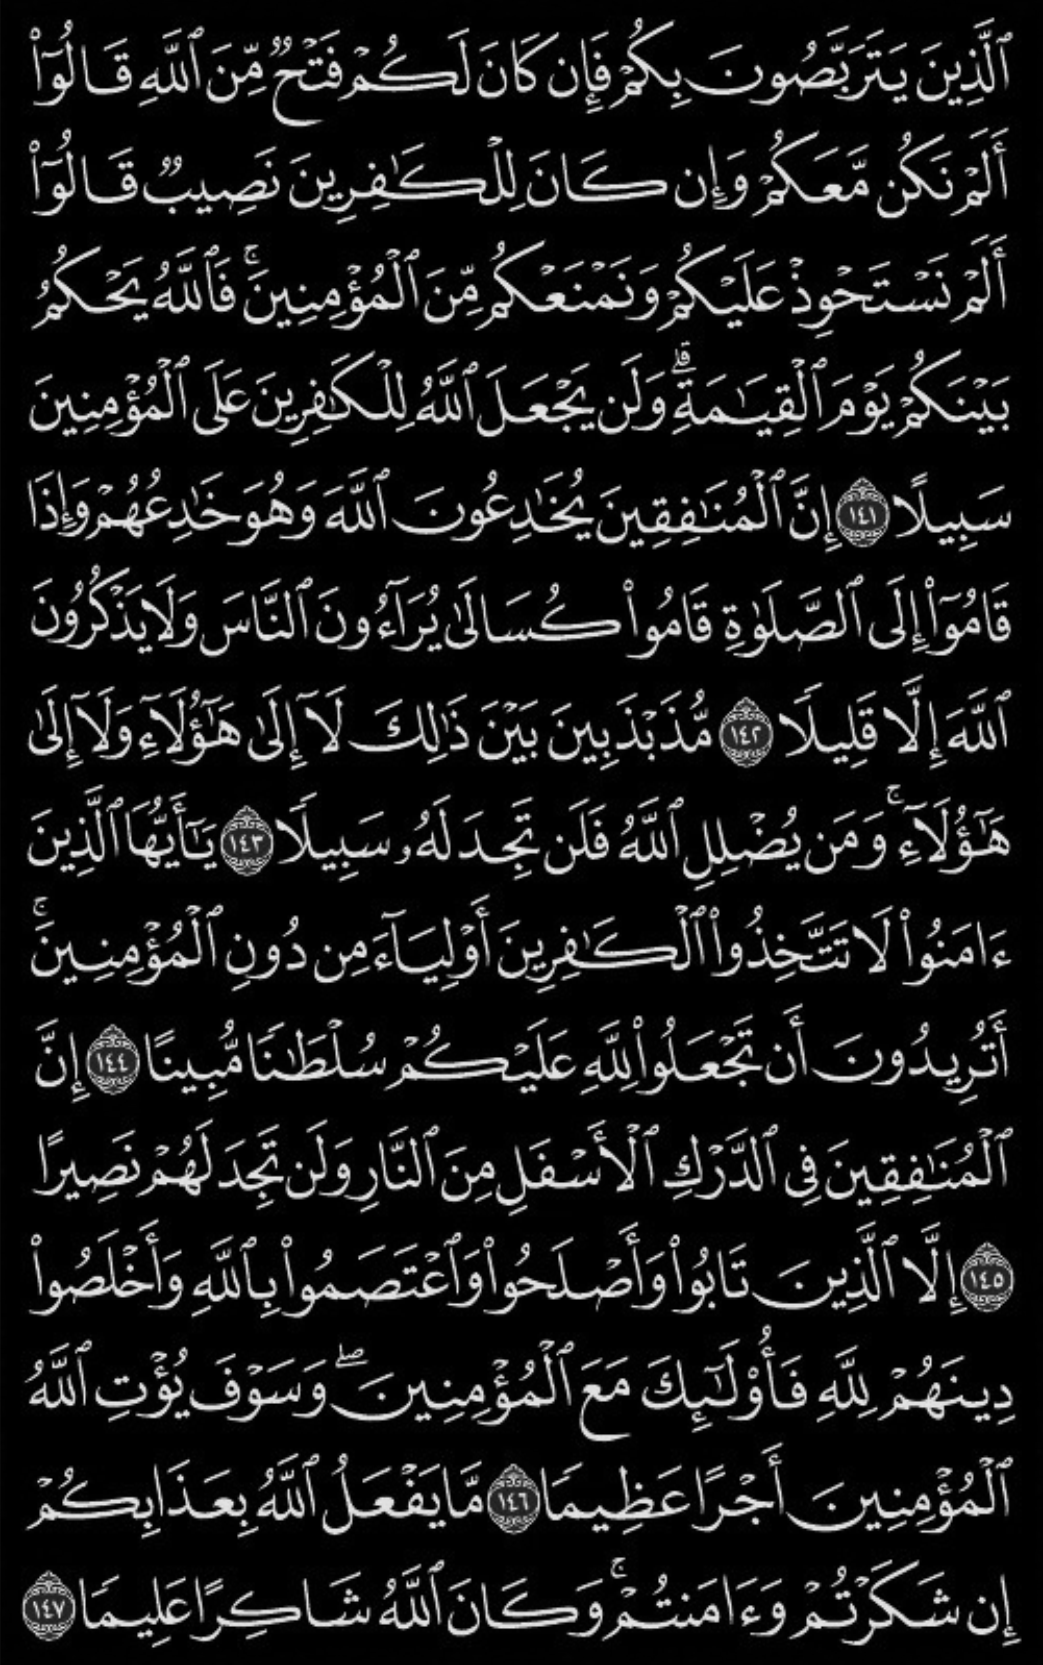 ٱلَّذِينَ يَتَرَبَّصُونَ بِكُمْ فَإِن كَانَ لَكُمْ فَتْحٌ مِّنَ ٱللَّهِ قَالُوٓا۟
أَلَمْ نَكُن مَّعَكُمْ وَإِن كَانَ لِلْكَـٰفِرِينَ نَصِيبٌ قَالُوٓا۟
أَلَمْ نَسْتَحْوِذْ عَلَيْكُمْ وَنَمْنَعْكُم مِّنَ ٱلْمُؤْمِنِينَ ۚ فَٱللَّهُ يَحْكُمُ
بَيْنَكُمْ يَوْمَ ٱلْقِيَـٰمَةِ ۗ وَلَن يَجْعَلَ ٱللَّهُ لِلْكَـٰفِرِينَ عَلَى ٱلْمُؤْمِنِينَ
سَبِيلًا ١٤١ إِنَّ ٱلْمُنَـٰفِقِينَ يُخَـٰدِعُونَ ٱللَّهَ وَهُوَ خَـٰدِعُهُمْ وَإِذَا
قَامُوٓا۟ إِلَى ٱلصَّلَوٰةِ قَامُوا۟ كُسَالَىٰ يُرَآءُونَ ٱلنَّاسَ وَلَا يَذْكُرُونَ
ٱللَّهَ إِلَّا قَلِيلًا ١٤٢ مُّذَبْذَبِينَ بَيْنَ ذَٰلِكَ لَآ إِلَىٰ هَـٰٓؤُلَآءِ وَلَآ إِلَىٰ
هَـٰٓؤُلَآءِ ۚ وَمَن يُضْلِلِ ٱللَّهُ فَلَن تَجِدَ لَهُۥ سَبِيلًا ١٤٣ يَـٰٓأَيُّهَا ٱلَّذِينَ
ءَامَنُوا۟ لَا تَتَّخِذُوا۟ ٱلْكَـٰفِرِينَ أَوْلِيَآءَ مِن دُونِ ٱلْمُؤْمِنِينَ ۚ
أَتُرِيدُونَ أَن تَجْعَلُوا۟ لِلَّهِ عَلَيْكُمْ سُلْطَـٰنًا مُّبِينًا ١٤٤ إِنَّ
ٱلْمُنَـٰفِقِينَ فِى ٱلدَّرْكِ ٱلْأَسْفَلِ مِنَ ٱلنَّارِ وَلَن تَجِدَ لَهُمْ نَصِيرًا
١٤٥ إِلَّا ٱلَّذِينَ تَابُوا۟ وَأَصْلَحُوا۟ وَٱعْتَصَمُوا۟ بِٱللَّهِ وَأَخْلَصُوا۟
دِينَهُمْ لِلَّهِ فَأُو۟لَـٰٓئِكَ مَعَ ٱلْمُؤْمِنِينَ ۖ وَسَوْفَ يُؤْتِ ٱللَّهُ
ٱلْمُؤْمِنِينَ أَجْرًا عَظِيمًا ١٤٦ مَّا يَفْعَلُ ٱللَّهُ بِعَذَابِكُمْ
إِن شَكَرْتُمْ وَءَامَنتُمْ ۚ وَكَانَ ٱللَّهُ شَاكِرًا عَلِيمًا ١٤٧